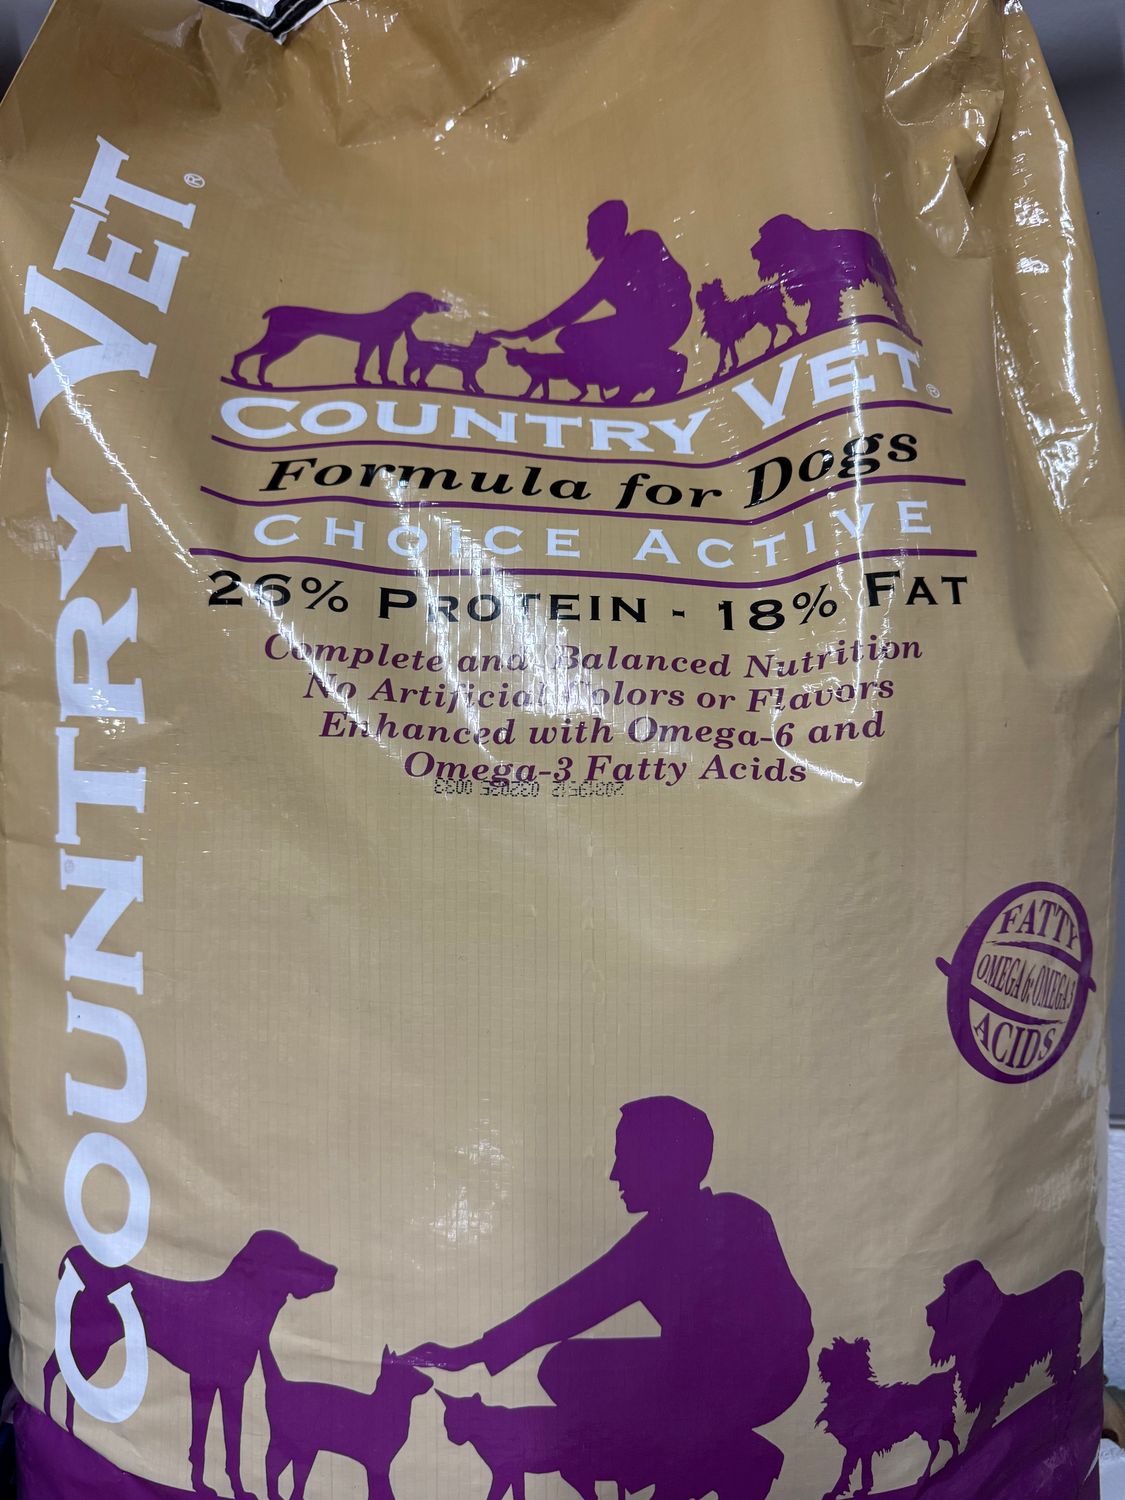 COUNTRY VET®
COUNTRY VET®
Formula for Dogs
CHOICE ACTIVE
26% PROTEIN - 18% FAT
Complete and Balanced Nutrition
No Artificial Colors or Flavors
Enhanced with Omega-6 and
Omega-3 Fatty Acids
FATTY
OMEGA 6 & OMEGA 3
ACIDS